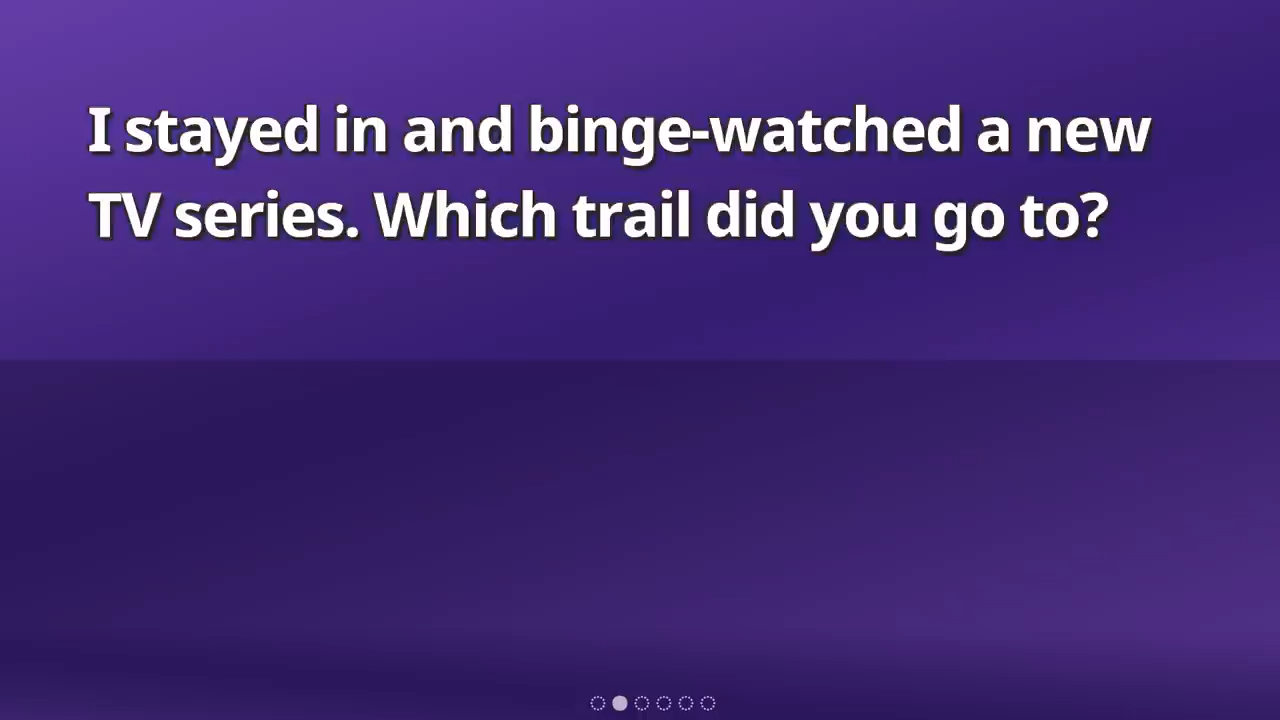 I stayed in and binge-watched a new
TV series. Which trail did you go to?